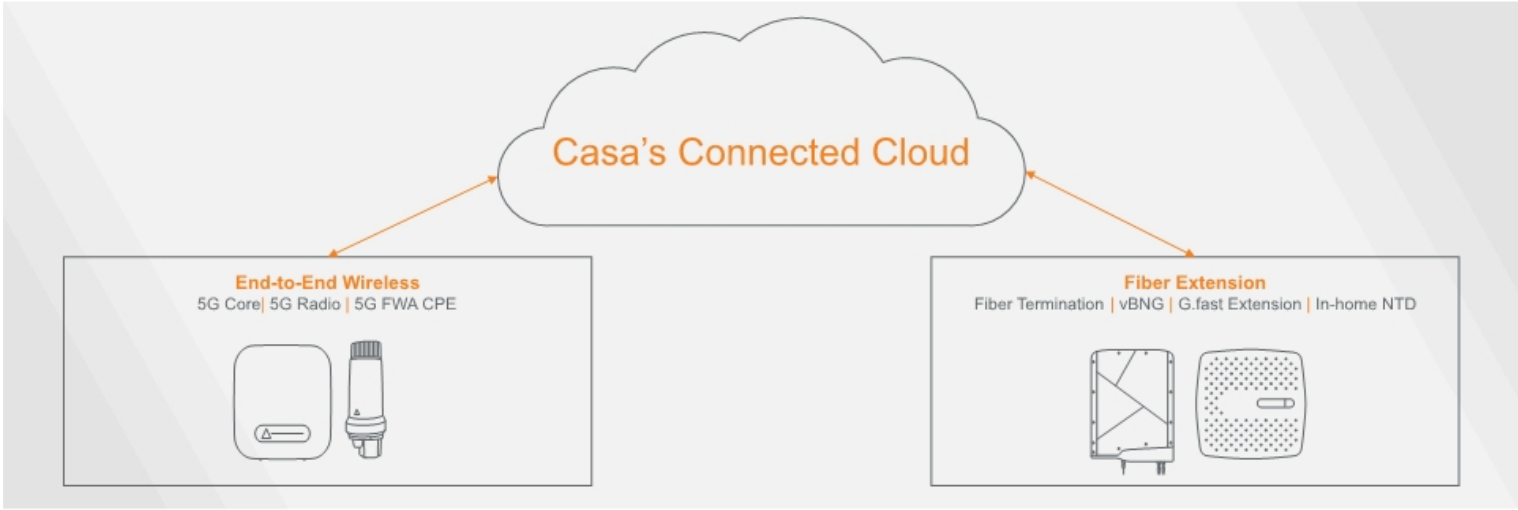 Casa's Connected Cloud
End-to-End Wireless
5G Core| 5G Radio | 5G FWA CPE
Fiber Extension
Fiber Termination | vBNG | G.fast Extension | In-home NTD